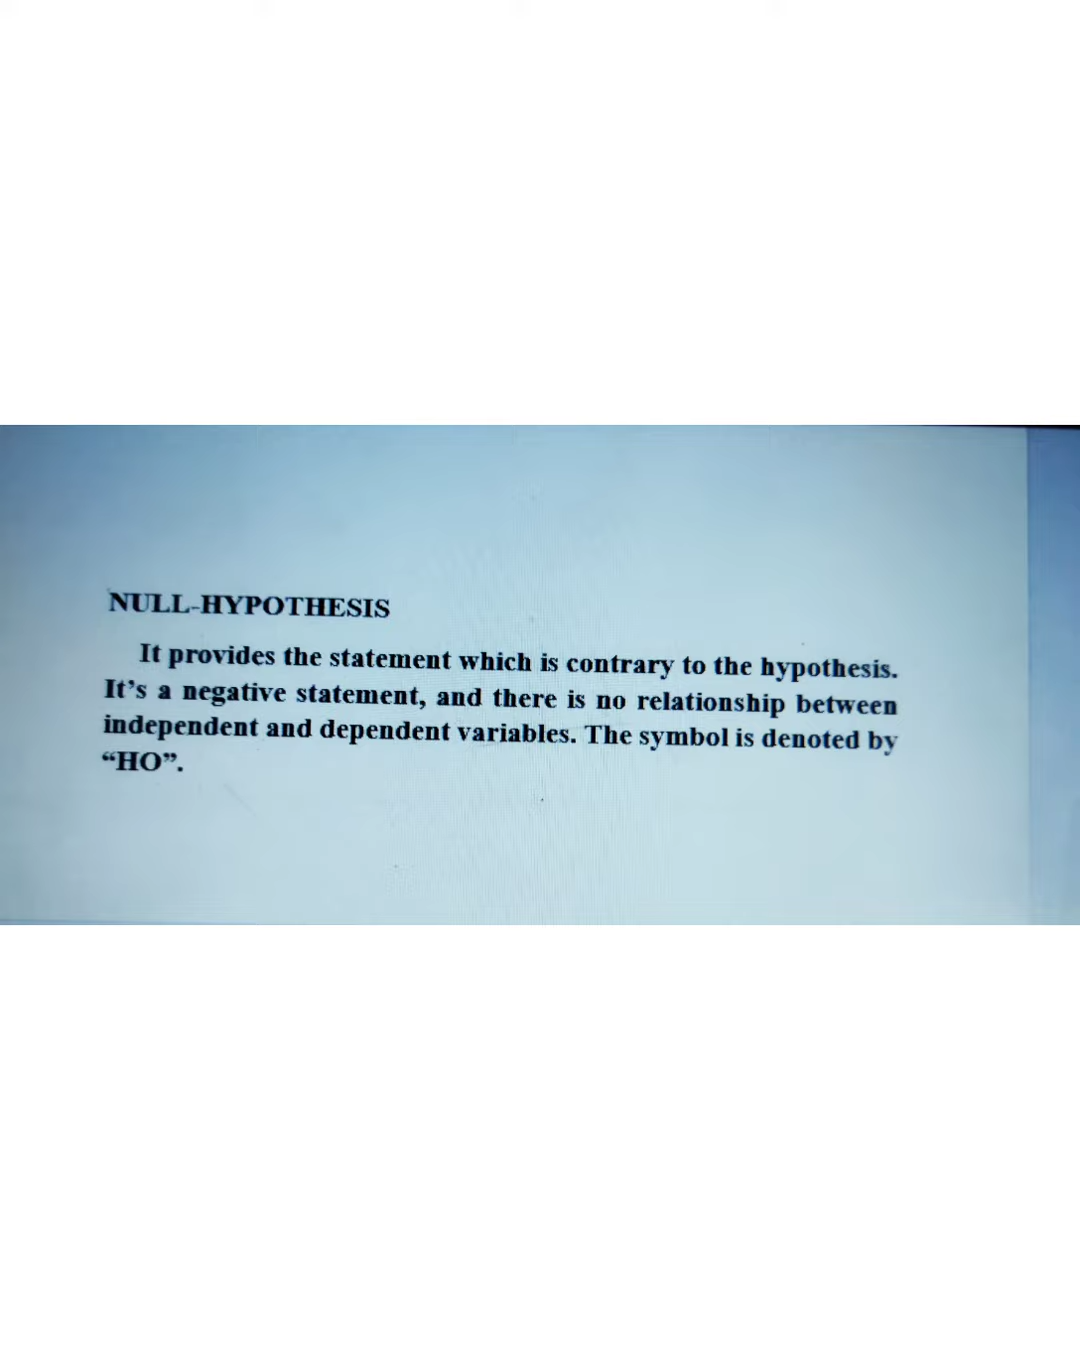 NULL-HYPOTHESIS
It provides the statement which is contrary to the hypothesis.
It’s a negative statement, and there is no relationship between
independent and dependent variables. The symbol is denoted by
“HO”.